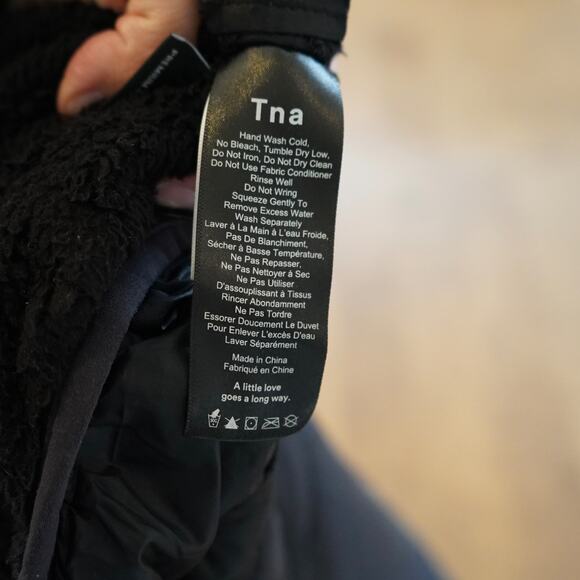 PREMIUM
Tna
Hand Wash Cold,
No Bleach, Tumble Dry Low,
Do Not Iron, Do Not Dry Clean
Do Not Use Fabric Conditioner
Rinse Well
Do Not Wring
Squeeze Gently To
Remove Excess Water
Wash Separately
Laver à La Main à L'eau Froide,
Pas De Blanchiment,
Sécher à Basse Température,
Ne Pas Repasser,
Ne Pas Nettoyer à Sec
Ne Pas Utiliser
D'assouplissant à Tissus
Rincer Abondamment
Ne Pas Tordre
Essorer Doucement Le Duvet
Pour Enlever L'excès D'eau
Laver Séparément
Made in China
Fabriqué en Chine
A little love
goes a long way.